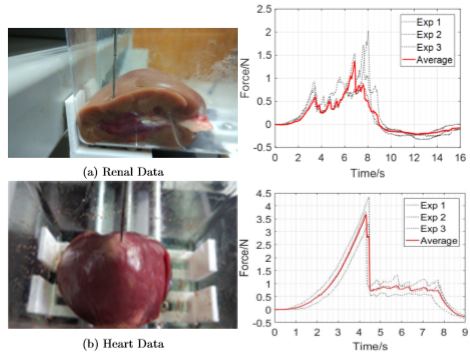 2.5
2
1.5
1
0.5
0
-0.5
Force/N
Exp 1
Exp 2
Exp 3
Average
0 2 4 6 8 10 12 14 16
Time/s
(a) Renal Data
4.5
4
3.5
3
2.5
2
1.5
1
0.5
0.0
-0.5
Force/N
Exp 1
Exp 2
Exp 3
Average
0 1 2 3 4 5 6 7 8 9
Time/s
(b) Heart Data